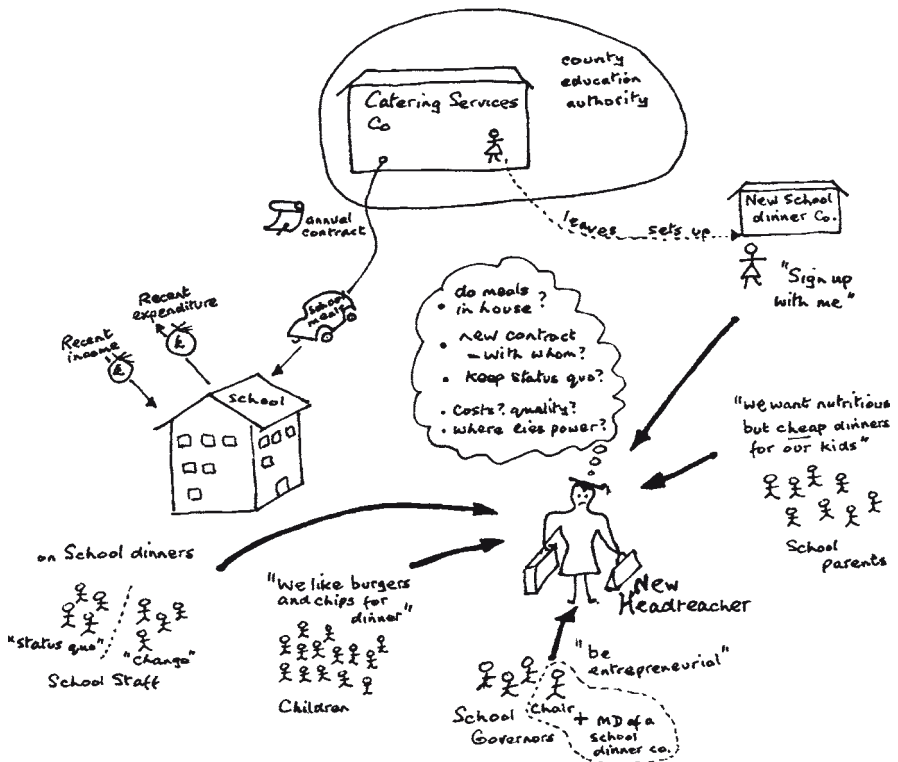 county
education
authority
Catering Services
Co
annual
contract
leaves sets up
New School
dinner Co.
"Sign up
with me"
Recent
expenditure
Recent
income
£
£
School
meals
School
do meals
in house?
new contract
– with whom?
keep status quo?
costs? quality?
where lies power?
"We want nutritious
but cheap dinners
for our kids"
School
parents
on School dinners
"Status quo"
"Change"
School Staff
"We like burgers
and chips for
dinner"
Children
New
Headteacher
"be
entrepreneurial"
School
Governors
Chair
+ MD of a
School
dinner co.